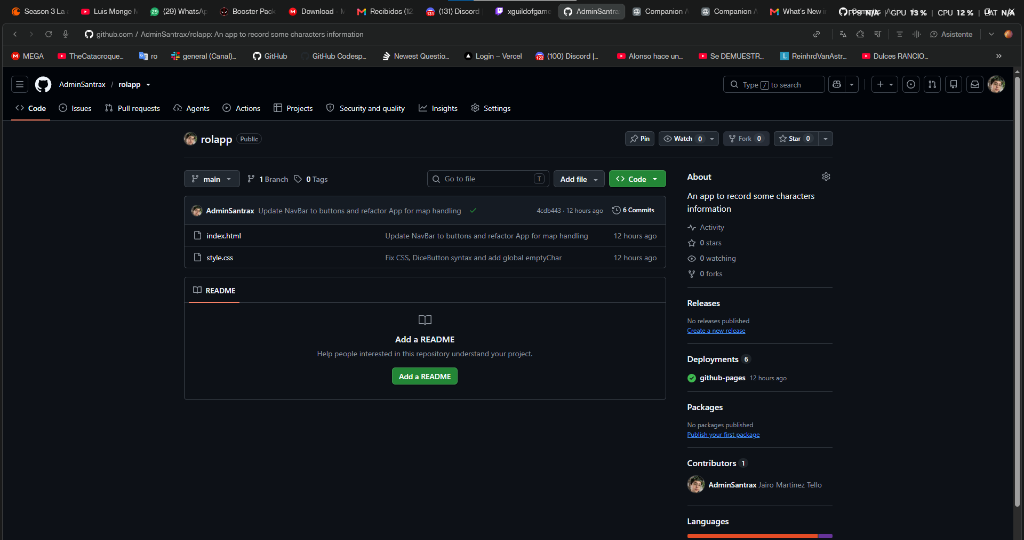 Season 3 La
Luis Monge M
(29) WhatsAp
Booster Pack
Download - M
Recibidos (12
(131) Discord
xguildofgame
AdminSantrax
Companion A
Companion
What's New i
GPU 13 % | CPU 12 % | LAT N/A
github.com / AdminSantrax/rolapp: An app to record some characters information
Asistente
MEGA
TheCatacroque...
ro
general (Canal)...
GitHub
GitHub Codesp...
Newest Questio...
Login – Vercel
(100) Discord |...
Alonso hace un...
Se DEMUESTR...
ReinhrdVanAstr...
Dulces RANCIO...
»
AdminSantrax / rolapp
Type / to search
Code
Issues
Pull requests
Agents
Actions
Projects
Security and quality
Insights
Settings
rolapp Public
Pin
Watch 0
Fork 0
Star 0
main
1 Branch
0 Tags
Go to file
T
Add file
Code
AdminSantrax Update NavBar to buttons and refactor App for map handling
4cdb443 · 12 hours ago
6 Commits
index.html
Update NavBar to buttons and refactor App for map handling
12 hours ago
style.css
Fix CSS, DiceButton syntax and add global emptyChar
12 hours ago
README
Add a README
Help people interested in this repository understand your project.
Add a README
About
An app to record some characters
information
Activity
0 stars
0 watching
0 forks
Releases
No releases published
Create a new release
Deployments 6
github-pages 12 hours ago
Packages
No packages published
Publish your first package
Contributors 1
AdminSantrax Jairo Martinez Tello
Languages